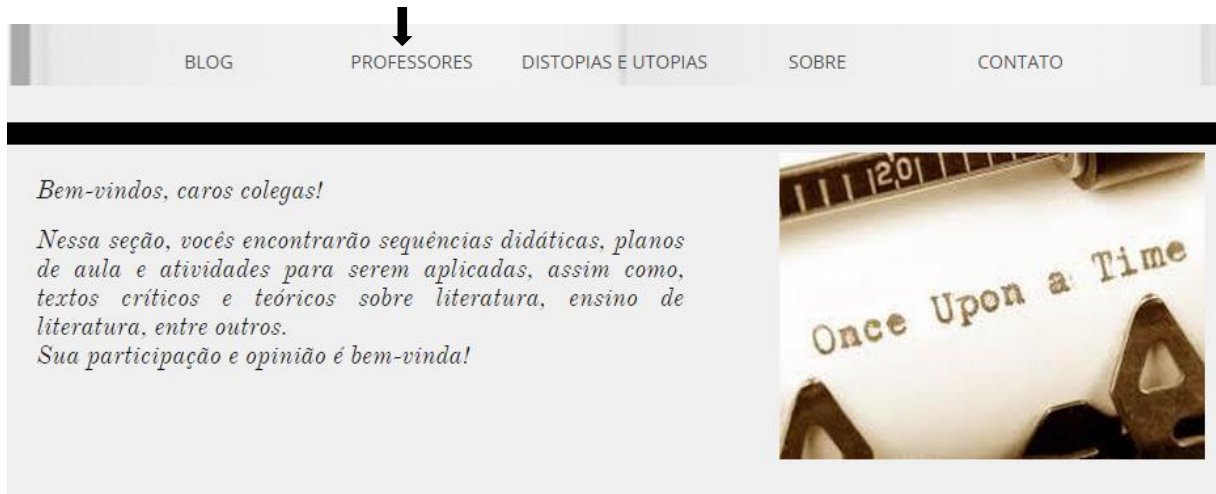 BLOG PROFESSORES DISTOPIAS E UTOPIAS SOBRE CONTATO
Bem-vindos, caros colegas!
Nessa seção, vocês encontrarão sequências didáticas, planos
de aula e atividades para serem aplicadas, assim como,
textos críticos e teóricos sobre literatura, ensino de
literatura, entre outros.
Sua participação e opinião é bem-vinda!
20
Once Upon a Time